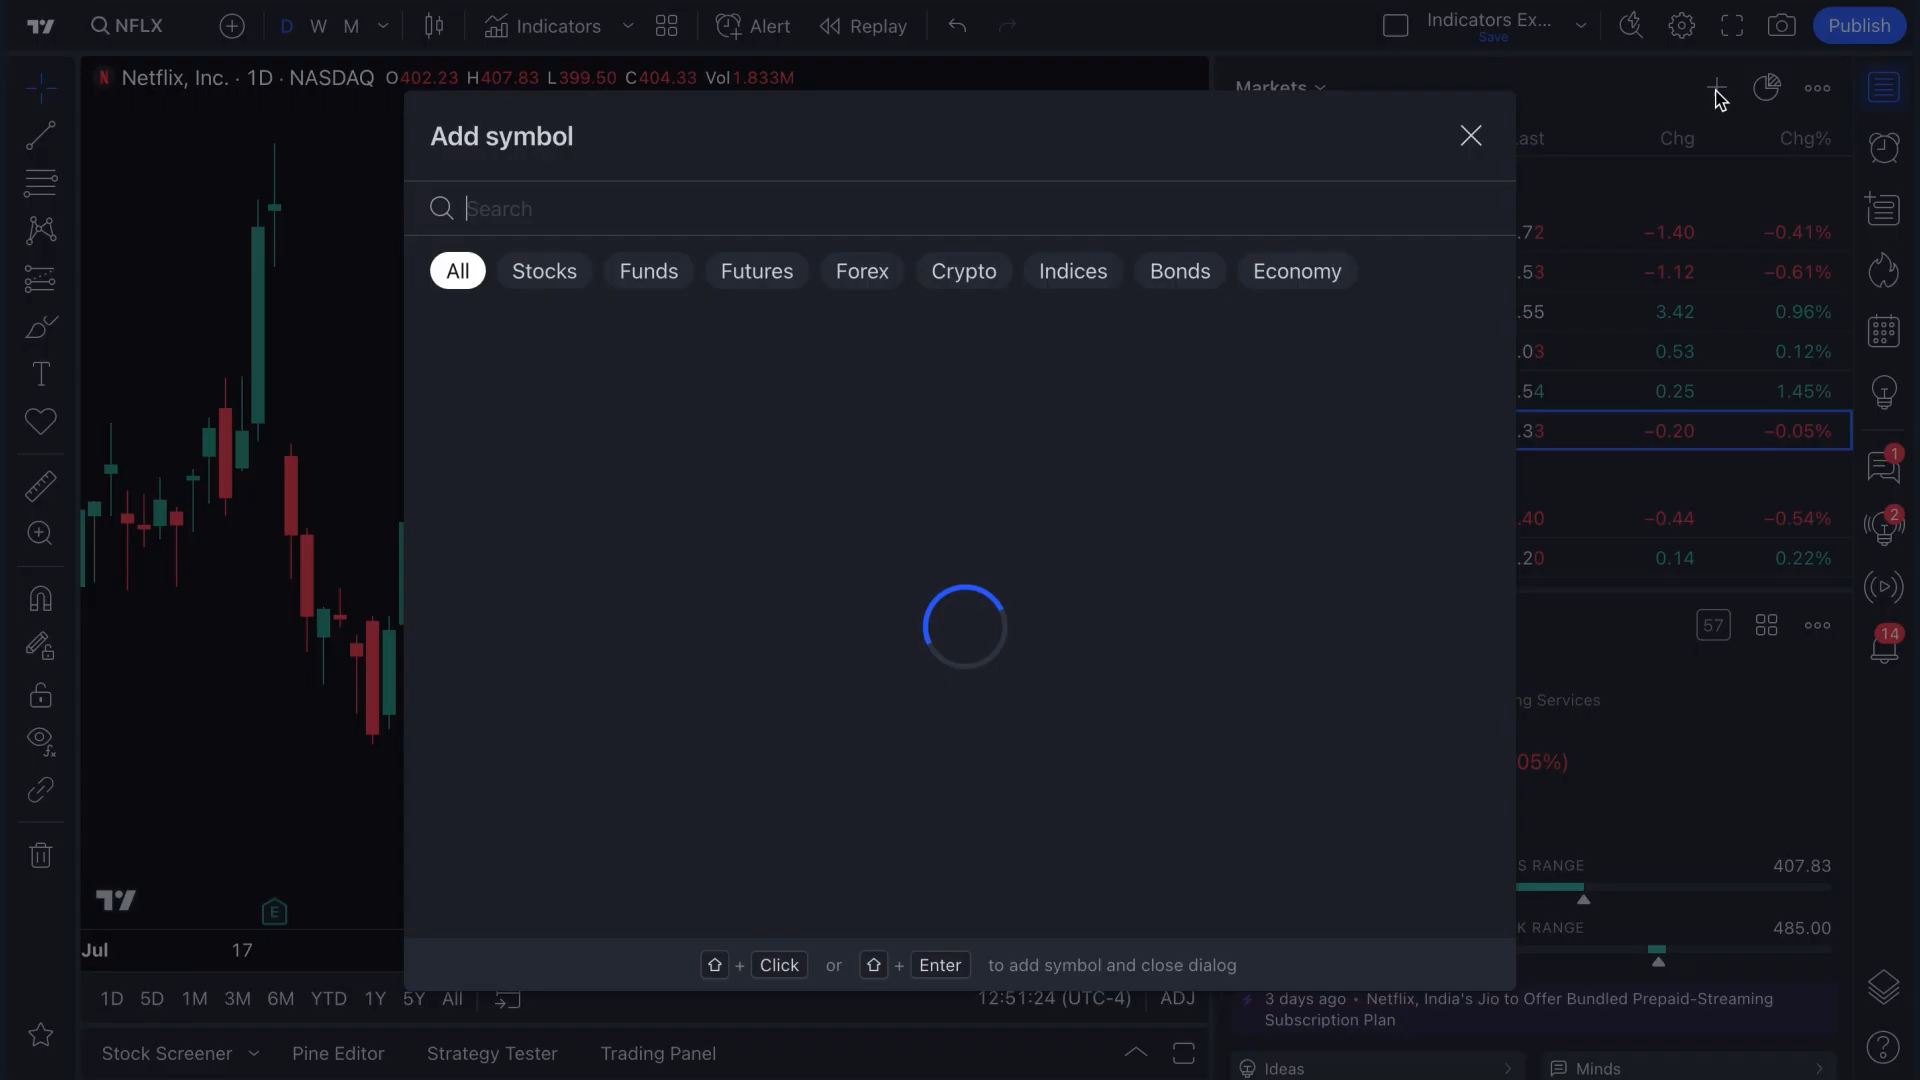 NFLX
D W M
Indicators
Alert
Replay
Indicators Ex...
Save
Publish
N Netflix, Inc. · 1D · NASDAQ O402.23 H407.83 L399.50 C404.33 Vol1.833M
Markets
Add symbol
Search
All Stocks Funds Futures Forex Crypto Indices Bonds Economy
ast Chg Chg%
.72 −1.40 −0.41%
.53 −1.12 −0.61%
.55 3.42 0.96%
.03 0.53 0.12%
.54 0.25 1.45%
.33 −0.20 −0.05%
.40 −0.44 −0.54%
.20 0.14 0.22%
1
2
14
57
ng Services
05%)
S RANGE 407.83
K RANGE 485.00
E
Jul 17
+ Click or + Enter to add symbol and close dialog
1D 5D 1M 3M 6M YTD 1Y 5Y All
12:51:24 (UTC-4) ADJ
3 days ago • Netflix, India's Jio to Offer Bundled Prepaid-Streaming
Subscription Plan
Stock Screener Pine Editor Strategy Tester Trading Panel
Ideas
Minds